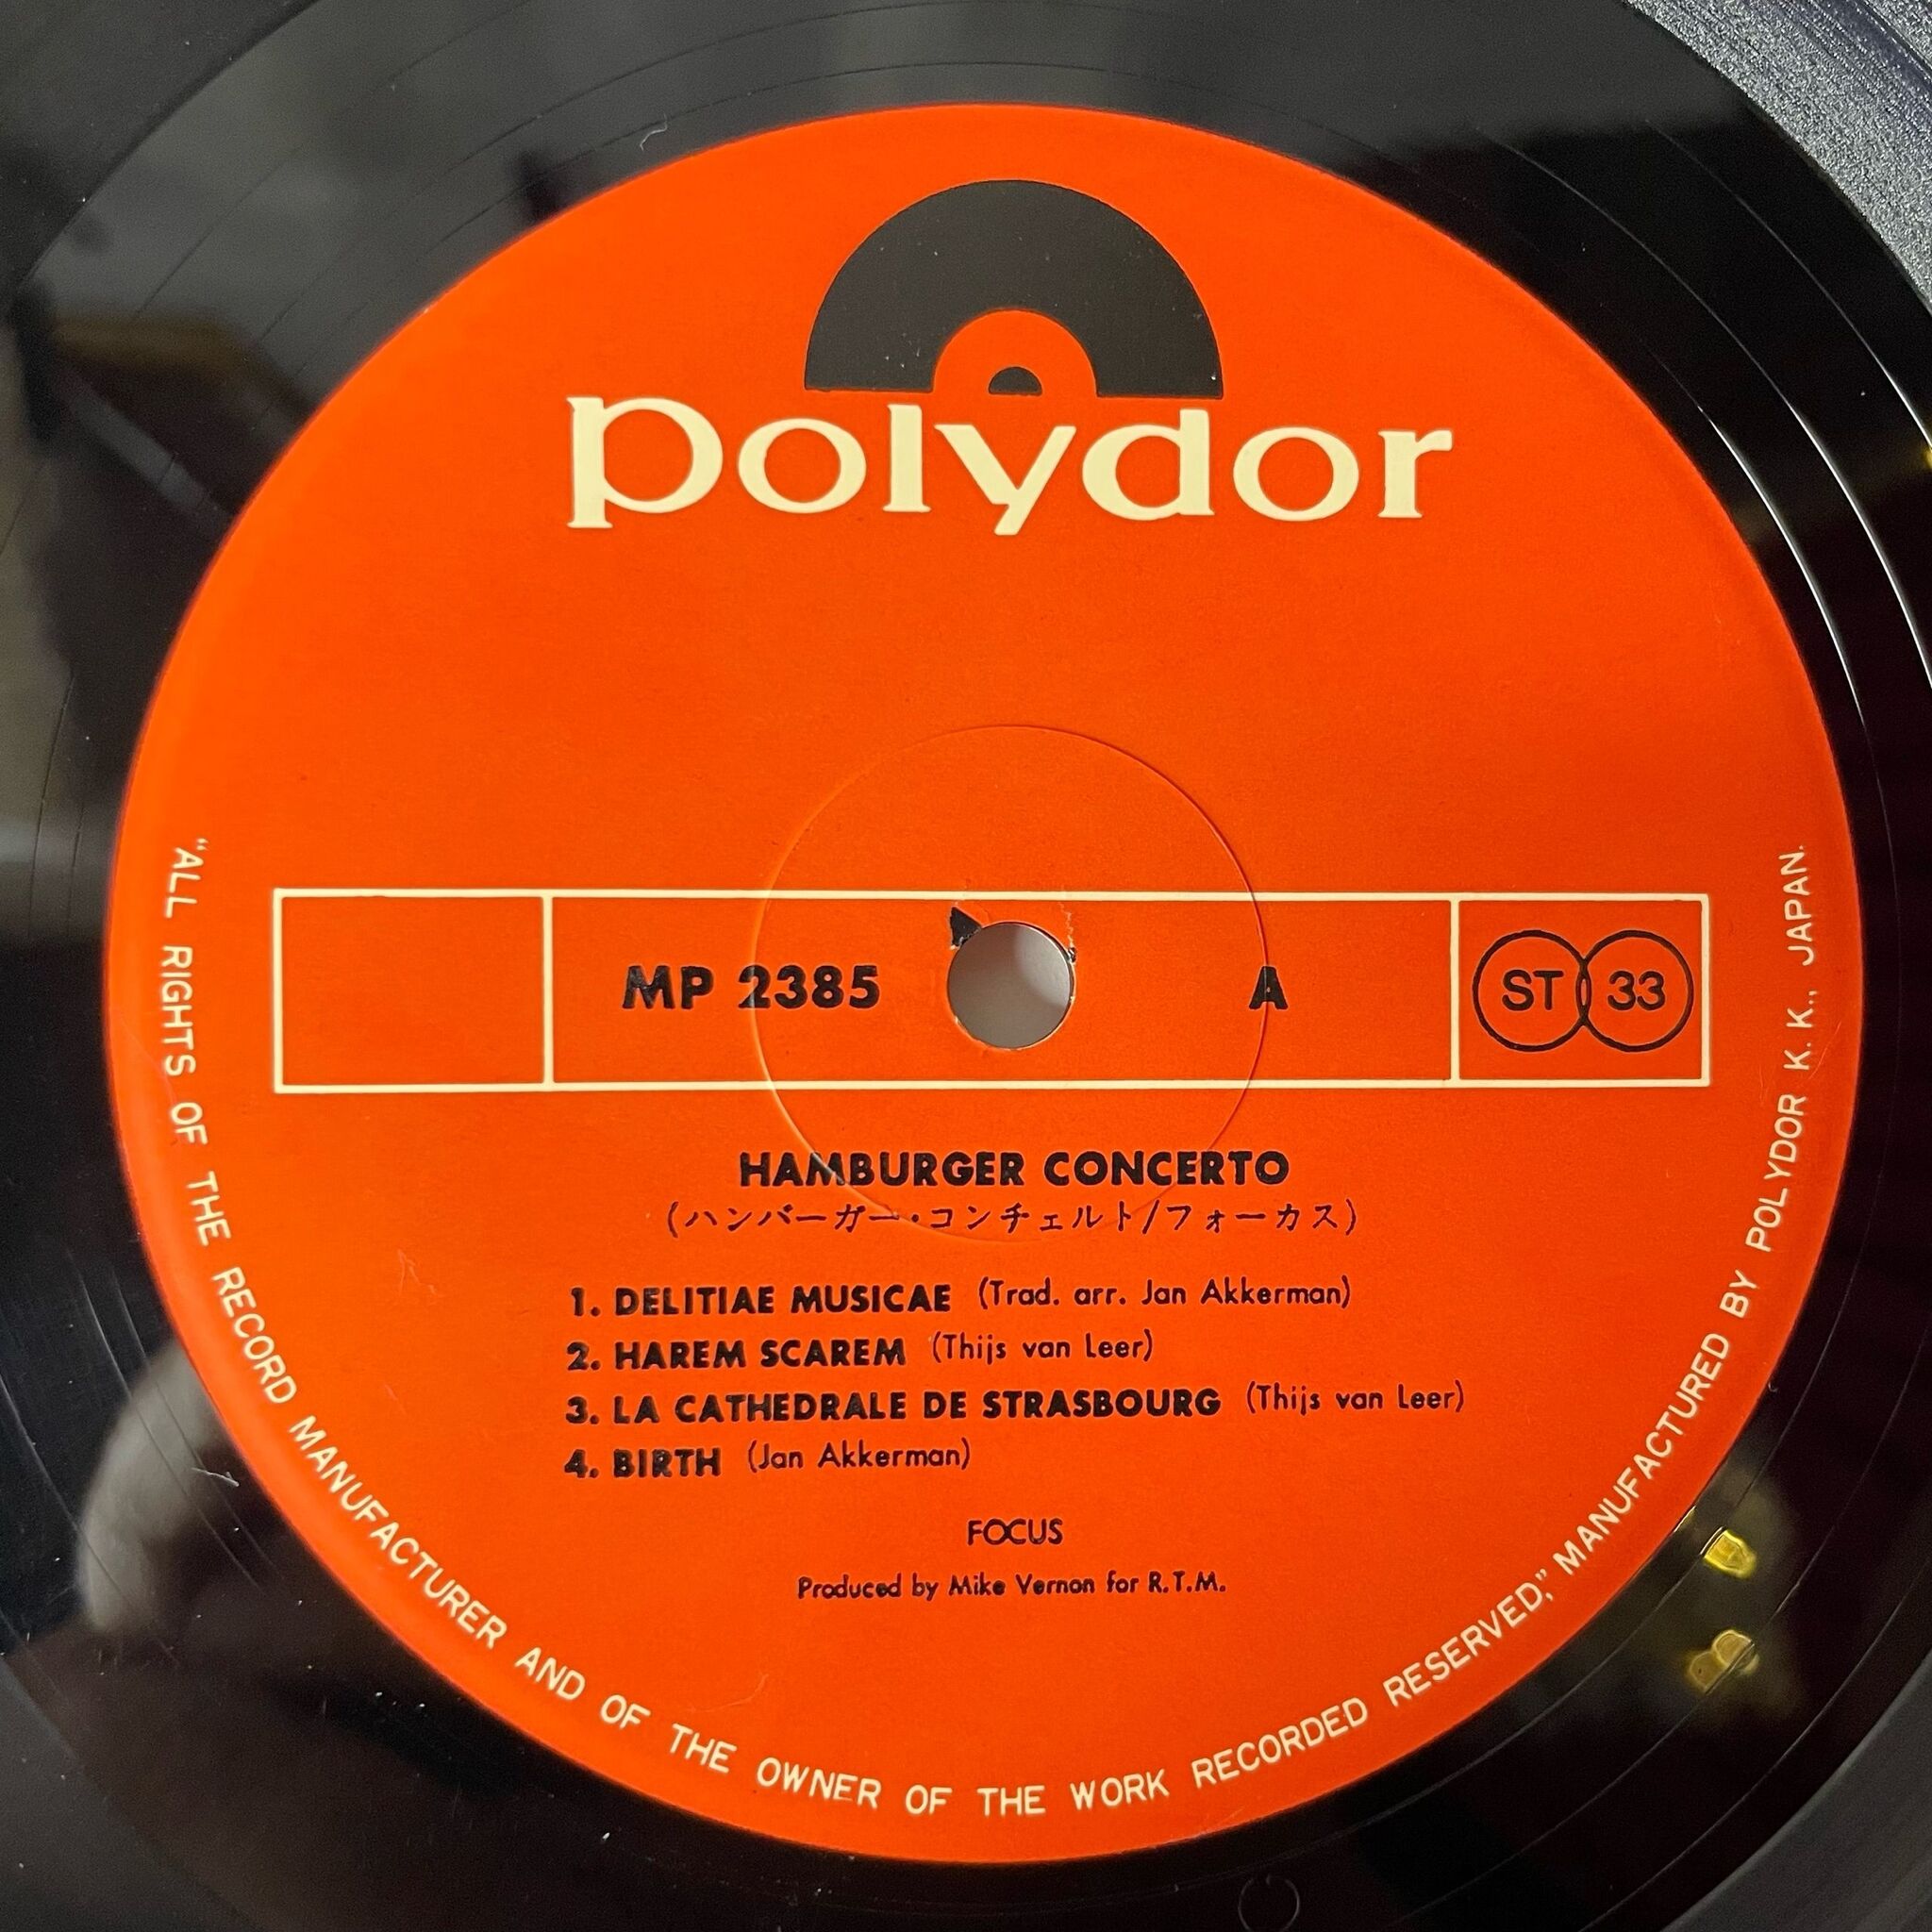 polydor
MP 2385 A ST 33
HAMBURGER CONCERTO
(ハンバーガー・コンチェルト/フォーカス)
1. DELITIAE MUSICAE (Trad. arr. Jan Akkerman)
2. HAREM SCAREM (Thijs van Leer)
3. LA CATHEDRALE DE STRASBOURG (Thijs van Leer)
4. BIRTH (Jan Akkerman)
FOCUS
Produced by Mike Vernon for R.T.M.
“ALL RIGHTS OF THE RECORD MANUFACTURER AND OF THE OWNER OF THE WORK RECORDED RESERVED,” MANUFACTURED BY POLYDOR K. K., JAPAN.